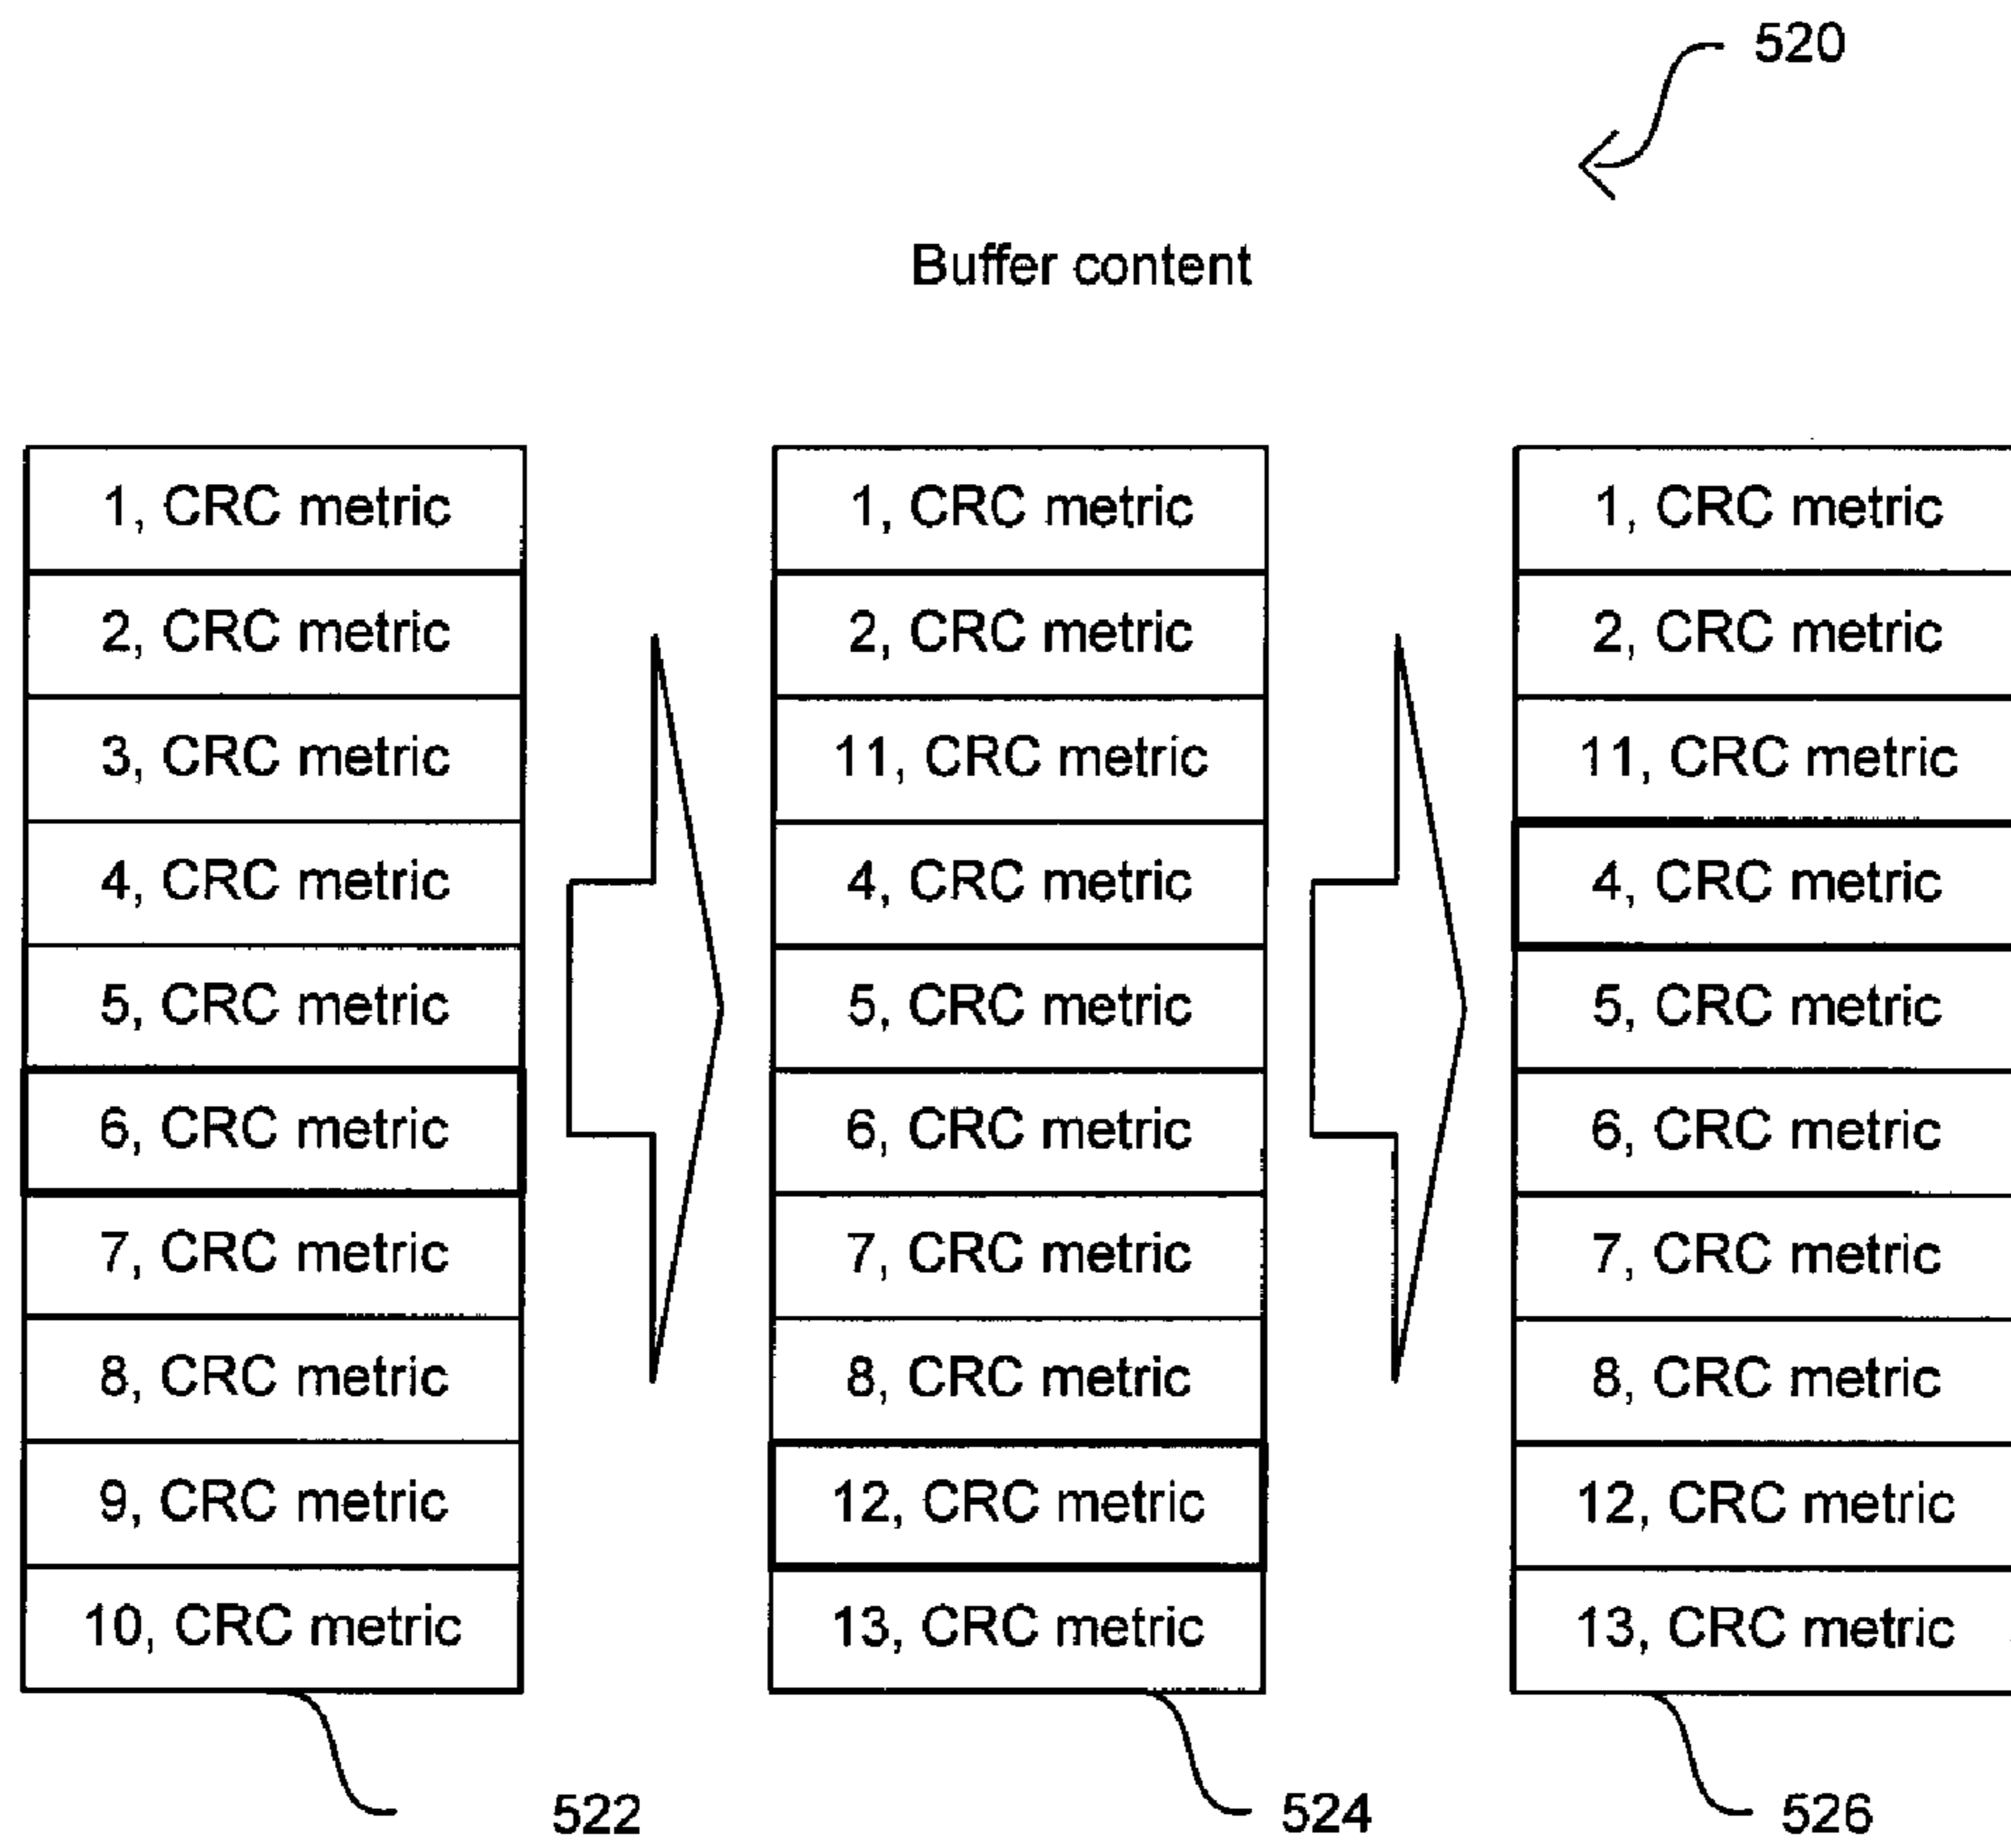 520
Buffer content
1, CRC metric
2, CRC metric
3, CRC metric
4, CRC metric
5, CRC metric
6, CRC metric
7, CRC metric
8, CRC metric
9, CRC metric
10, CRC metric
522
1, CRC metric
2, CRC metric
11, CRC metric
4, CRC metric
5, CRC metric
6, CRC metric
7, CRC metric
8, CRC metric
12, CRC metric
13, CRC metric
524
1, CRC metric
2, CRC metric
11, CRC metric
4, CRC metric
5, CRC metric
6, CRC metric
7, CRC metric
8, CRC metric
12, CRC metric
13, CRC metric
526